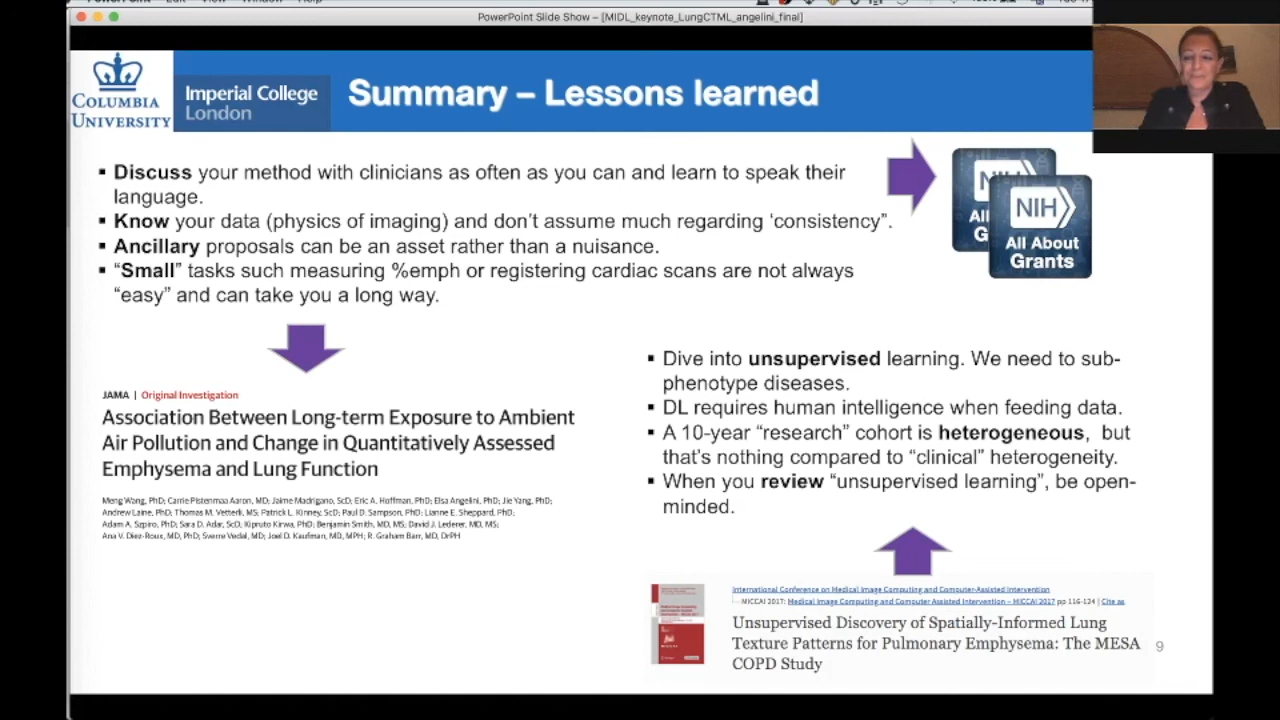 PowerPoint Slide Show – [MIDL_keynote_LungCTML_angelini_final]
COLUMBIA
UNIVERSITY
Imperial College
London
Summary – Lessons learned
▪ Discuss your method with clinicians as often as you can and learn to speak their
language.
▪ Know your data (physics of imaging) and don't assume much regarding 'consistency".
▪ Ancillary proposals can be an asset rather than a nuisance.
▪ "Small" tasks such measuring %emph or registering cardiac scans are not always
"easy" and can take you a long way.
NIH
All About
Grants
JAMA | Original Investigation
Association Between Long-term Exposure to Ambient
Air Pollution and Change in Quantitatively Assessed
Emphysema and Lung Function
Meng Wang, PhD; Carrie Pistenmaa Aaron, MD; Jaime Madrigano, ScD; Eric A. Hoffman, PhD; Elsa Angelini, PhD; Jie Yang, PhD;
Andrew Laine, PhD; Thomas M. Vetterli, MS; Patrick L. Kinney, ScD; Paul D. Sampson, PhD; Lianne E. Sheppard, PhD;
Adam A. Szpiro, PhD; Sara D. Adar, ScD; Kipruto Kirwa, PhD; Benjamin Smith, MD, MS; David J. Lederer, MD, MS;
Ana V. Diez-Roux, MD, PhD; Sverre Vedal, MD; Joel D. Kaufman, MD, MPH; R. Graham Barr, MD, DrPH
▪ Dive into unsupervised learning. We need to sub-
phenotype diseases.
▪ DL requires human intelligence when feeding data.
▪ A 10-year "research" cohort is heterogeneous, but
that's nothing compared to "clinical" heterogeneity.
▪ When you review "unsupervised learning", be open-
minded.
International Conference on Medical Image Computing and Computer-Assisted Intervention
MICCAI 2017: Medical Image Computing and Computer Assisted Intervention – MICCAI 2017 pp 116-124 | Cite as
Unsupervised Discovery of Spatially-Informed Lung
Texture Patterns for Pulmonary Emphysema: The MESA
COPD Study
9